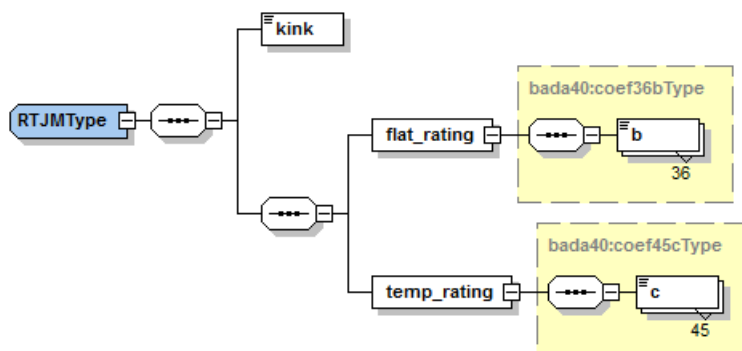 kink
bada40:coef36bType
RTJMType
flat_rating
b
36
bada40:coef45cType
temp_rating
c
45